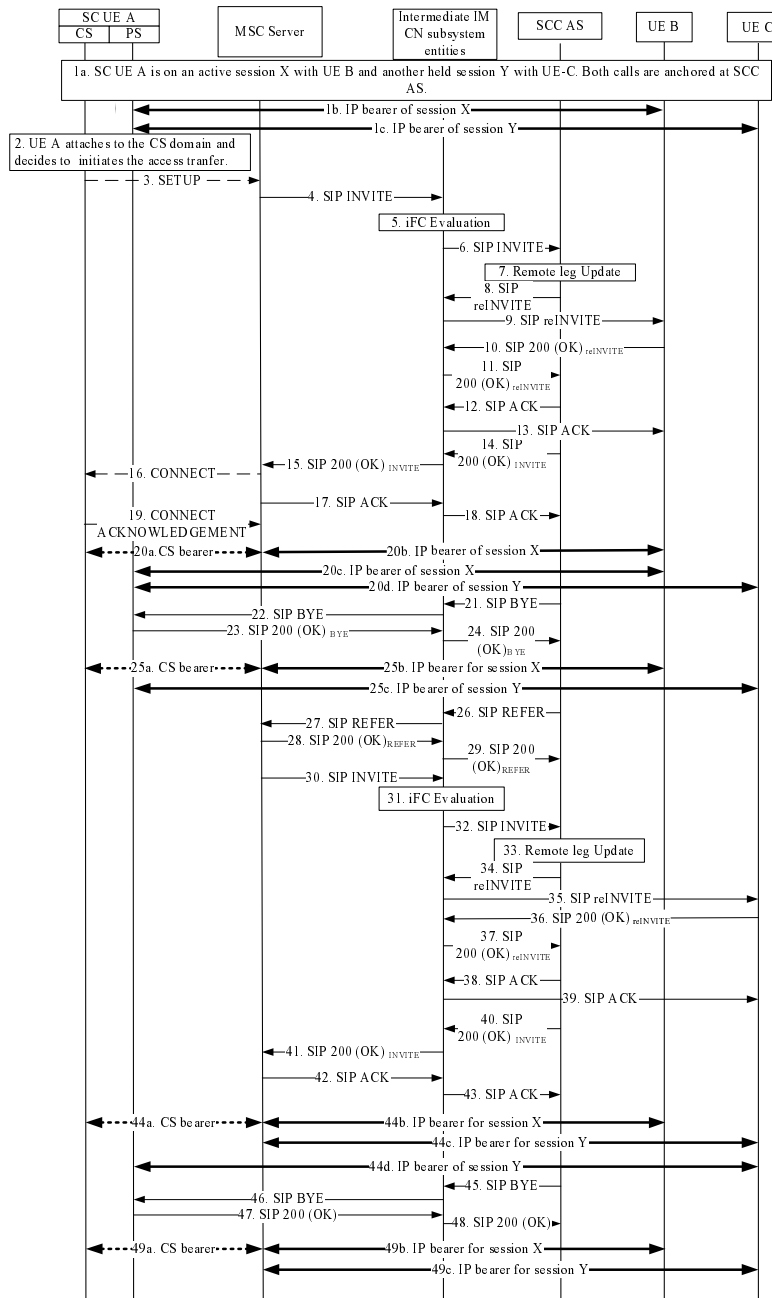 SC UE A
CS
PS
MSC Server
Intermediate IM
CN subsystem
entities
SCC AS
UE B
UE C
1a. SC UE A is on an active session X with UE B and another held session Y with UE-C. Both calls are anchored at SCC
AS.
1b. IP bearer of session X
1c. IP bearer of session Y
2. UE A attaches to the CS domain and
decides to initiates the access tranfer.
3. SETUP
4. SIP INVITE
5. iFC Evaluation
6. SIP INVITE
7. Remote leg Update
8. SIP
reINVITE
9. SIP reINVITE
10. SIP 200 (OK) reINVITE
11. SIP
200 (OK) reINVITE
12. SIP ACK
13. SIP ACK
14. SIP
200 (OK) INVITE
15. SIP 200 (OK) INVITE
16. CONNECT
17. SIP ACK
18. SIP ACK
19. CONNECT
ACKNOWLEDGEMENT
20a. CS bearer
20b. IP bearer of session X
20c. IP bearer of session X
20d. IP bearer of session Y
21. SIP BYE
22. SIP BYE
23. SIP 200 (OK) BYE
24. SIP 200
(OK)BYE
25a. CS bearer
25b. IP bearer for session X
25c. IP bearer of session Y
26. SIP REFER
27. SIP REFER
28. SIP 200 (OK)REFER
29. SIP 200
(OK)REFER
30. SIP INVITE
31. iFC Evaluation
32. SIP INVITE
33. Remote leg Update
34. SIP
reINVITE
35. SIP reINVITE
36. SIP 200 (OK) reINVITE
37. SIP
200 (OK) reINVITE
38. SIP ACK
39. SIP ACK
40. SIP
200 (OK) INVITE
41. SIP 200 (OK) INVITE
42. SIP ACK
43. SIP ACK
44a. CS bearer
44b. IP bearer for session X
44c. IP bearer for session Y
44d. IP bearer of session Y
45. SIP BYE
46. SIP BYE
47. SIP 200 (OK)
48. SIP 200 (OK)
49a. CS bearer
49b. IP bearer for session X
49c. IP bearer for session Y